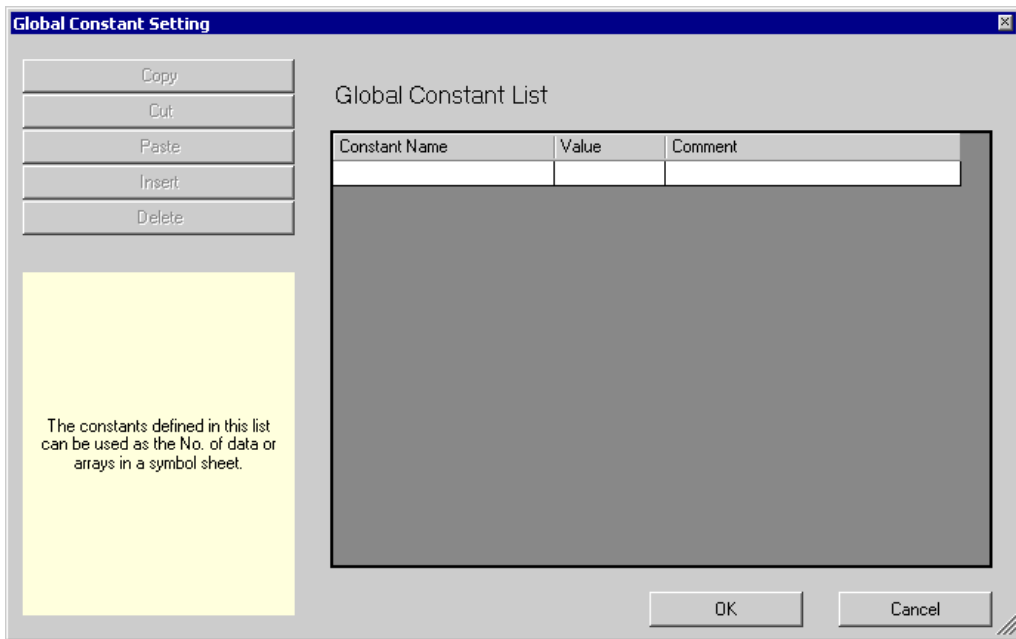 Global Constant Setting
Copy
Cut
Paste
Insert
Delete
Global Constant List
Constant Name Value Comment
The constants defined in this list
can be used as the No. of data or
arrays in a symbol sheet.
OK Cancel